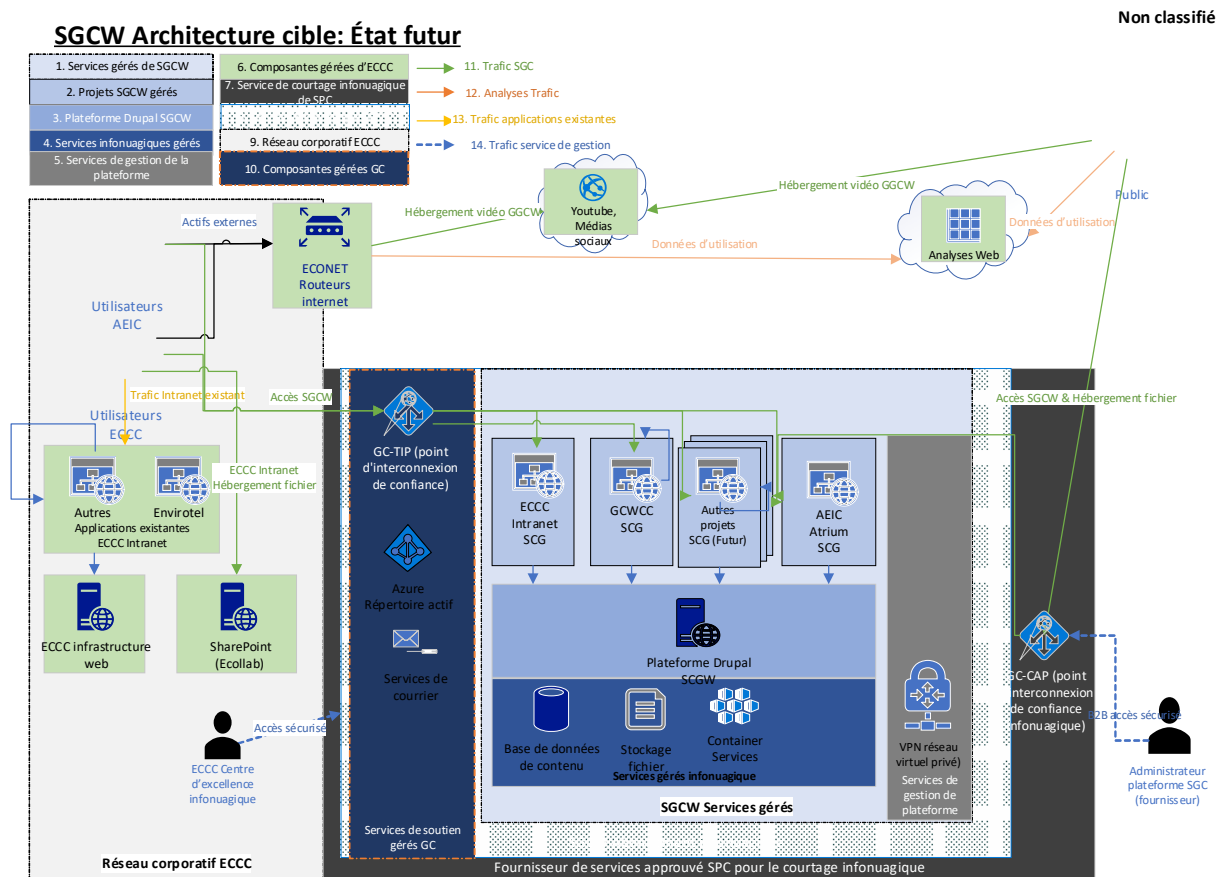 Non classifié
SGCW Architecture cible: État futur
1. Services gérés de SGCW
2. Projets SGCW gérés
3. Plateforme Drupal SGCW
4. Services infonuagiques gérés
5. Services de gestion de la
plateforme
6. Composantes gérées d'ECCC
7. Service de courtage infonuagique
de SPC
9. Réseau corporatif ECCC
10. Composantes gérées GC
11. Trafic SGC
12. Analyses Trafic
13. Trafic applications existantes
14. Trafic service de gestion
Actifs externes
ECONET
Routeurs
internet
Hébergement vidéo GGCW
Youtube,
Médias
sociaux
Hébergement vidéo GGCW
Données d'utilisation
Analyses Web
Données d'utilisation
Public
Utilisateurs
AEIC
Trafic Intranet existant
Utilisateurs
ECCC
Accès SGCW
ECCC Intranet
Hébergement fichier
Autres
Envirotel
Applications existantes
ECCC Intranet
ECCC infrastructure
web
SharePoint
(Ecollab)
Accès sécurisé
ECCC Centre
d'excellence
infonuagique
Réseau corporatif ECCC
GC-TIP (point
d'interconnexion
de confiance)
Azure
Répertoire actif
Services de
courrier
Services de soutien
gérés GC
ECCC
Intranet
SCG
GCWCC
SCG
Autres
projets
SCG (Futur)
AEIC
Atrium
SCG
Plateforme Drupal
SCGW
Base de données
de contenu
Stockage
fichier
Container
Services
Services gérés infonuagique
SGCW Services gérés
VPN réseau
virtuel privé)
Services de
gestion de
plateforme
Accès SGCW & Hébergement fichier
GC-CAP (point
interconnexion
de confiance
infonuagique)
B2B accès sécurisé
Administrateur
plateforme SGC
(fournisseur)
Fournisseur de services approuvé SPC pour le courtage infonuagique